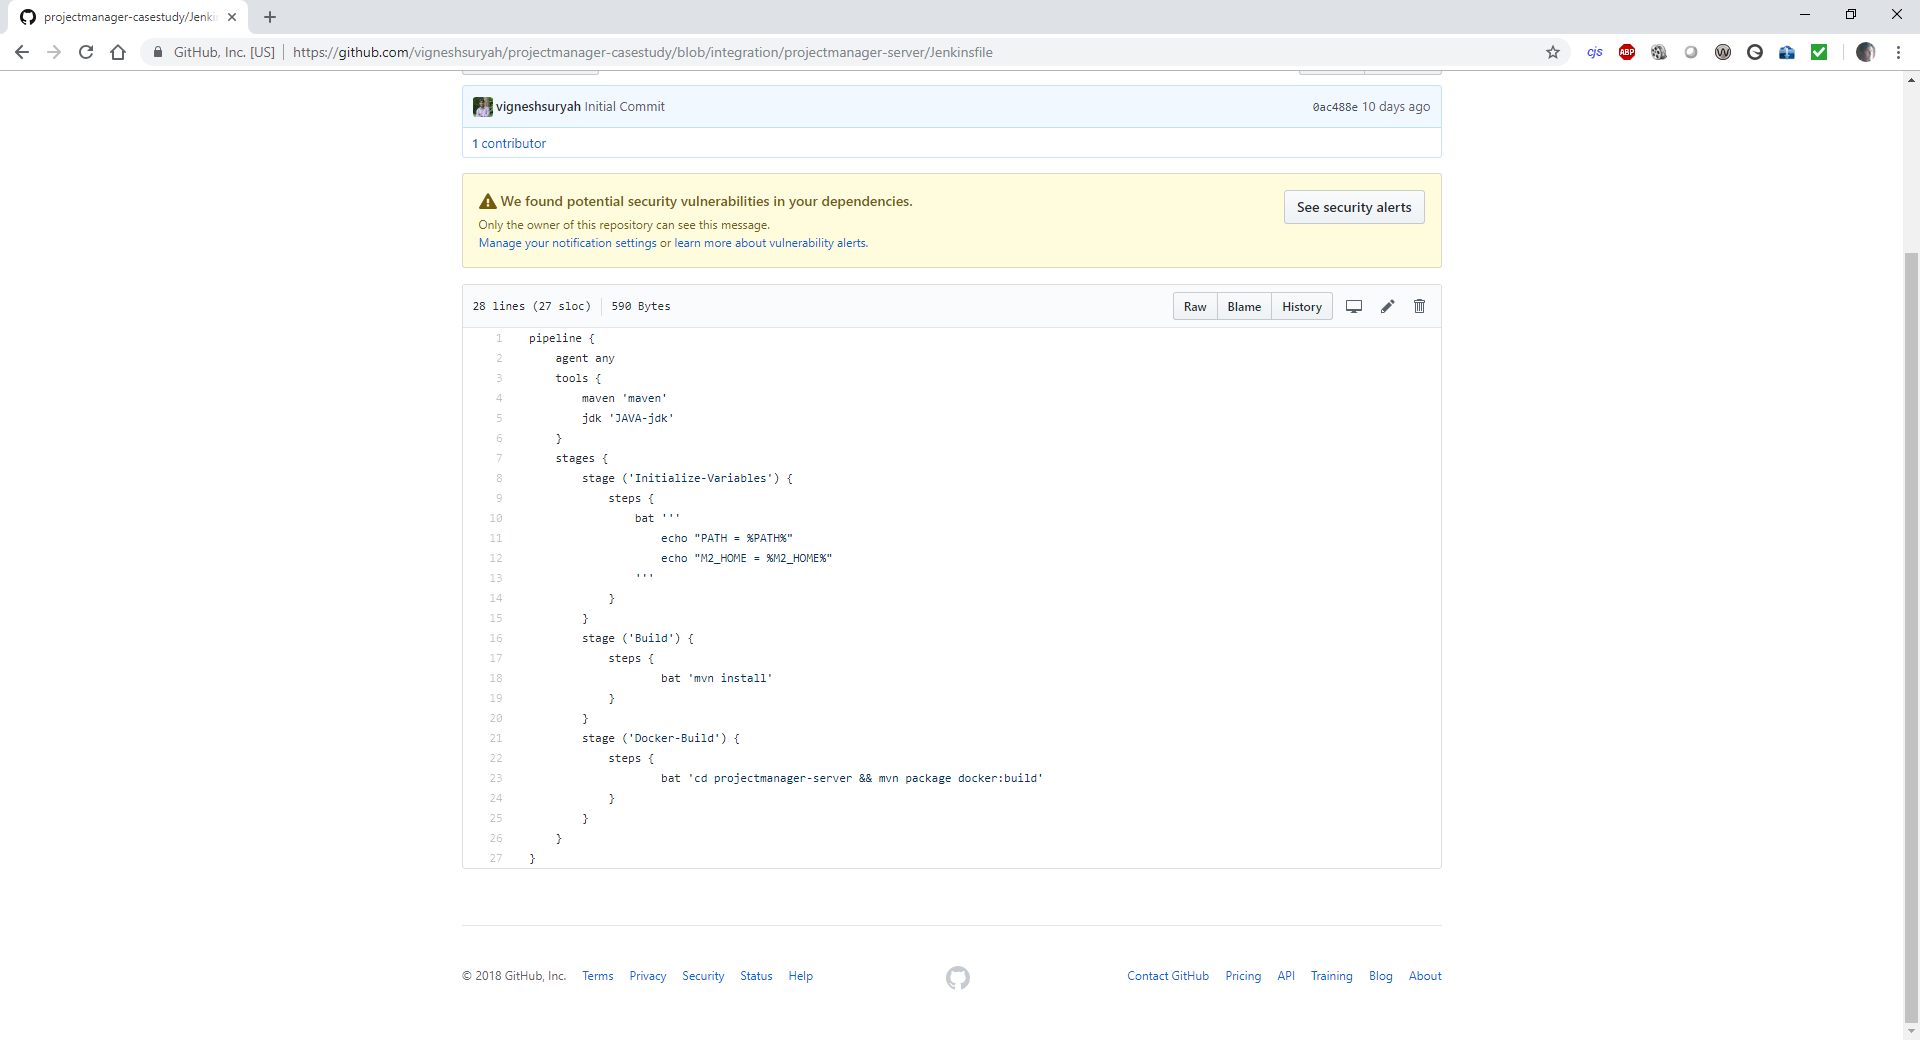 projectmanager-casestudy/Jenki
GitHub, Inc. [US] https://github.com/vigneshsuryah/projectmanager-casestudy/blob/integration/projectmanager-server/Jenkinsfile
cjs
ABP
vigneshsuryah Initial Commit 0ac488e 10 days ago
1 contributor
We found potential security vulnerabilities in your dependencies.
See security alerts
Only the owner of this repository can see this message.
Manage your notification settings or learn more about vulnerability alerts.
28 lines (27 sloc) 590 Bytes Raw Blame History
1 pipeline {
2 agent any
3 tools {
4 maven 'maven'
5 jdk 'JAVA-jdk'
6 }
7 stages {
8 stage ('Initialize-Variables') {
9 steps {
10 bat '''
11 echo "PATH = %PATH%"
12 echo "M2_HOME = %M2_HOME%"
13 '''
14 }
15 }
16 stage ('Build') {
17 steps {
18 bat 'mvn install'
19 }
20 }
21 stage ('Docker-Build') {
22 steps {
23 bat 'cd projectmanager-server && mvn package docker:build'
24 }
25 }
26 }
27 }
© 2018 GitHub, Inc. Terms Privacy Security Status Help Contact GitHub Pricing API Training Blog About